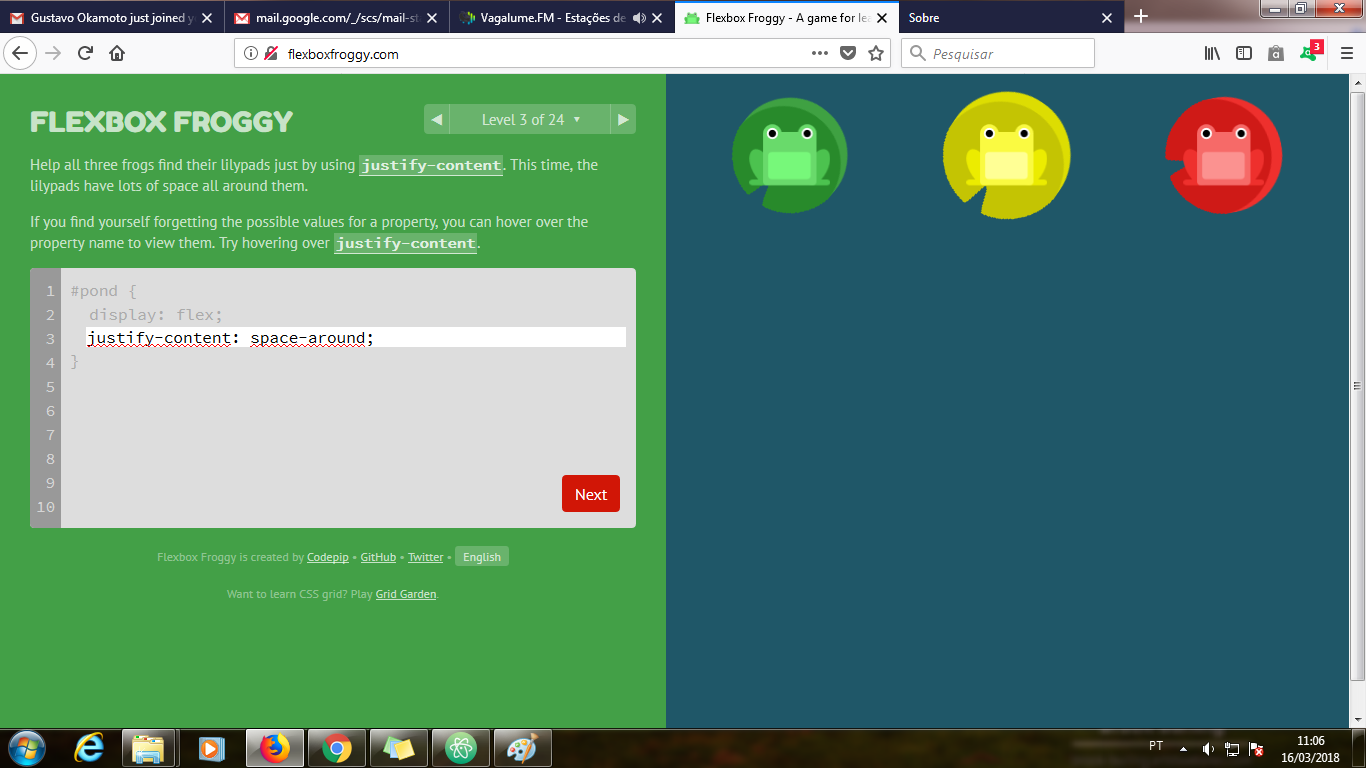 Gustavo Okamoto just joined y
mail.google.com/_/scs/mail-st
Vagalume.FM - Estações de
Flexbox Froggy - A game for lea
Sobre
flexboxfroggy.com
Pesquisar
3
FLEXBOX FROGGY
Level 3 of 24
Help all three frogs find their lilypads just by using justify-content. This time, the
lilypads have lots of space all around them.
If you find yourself forgetting the possible values for a property, you can hover over the
property name to view them. Try hovering over justify-content.
1 #pond {
2 display: flex;
3 justify-content: space-around;
4 }
5
6
7
8
9
10
Next
Flexbox Froggy is created by Codepip • GitHub • Twitter • English
Want to learn CSS grid? Play Grid Garden.
PT
11:06
16/03/2018